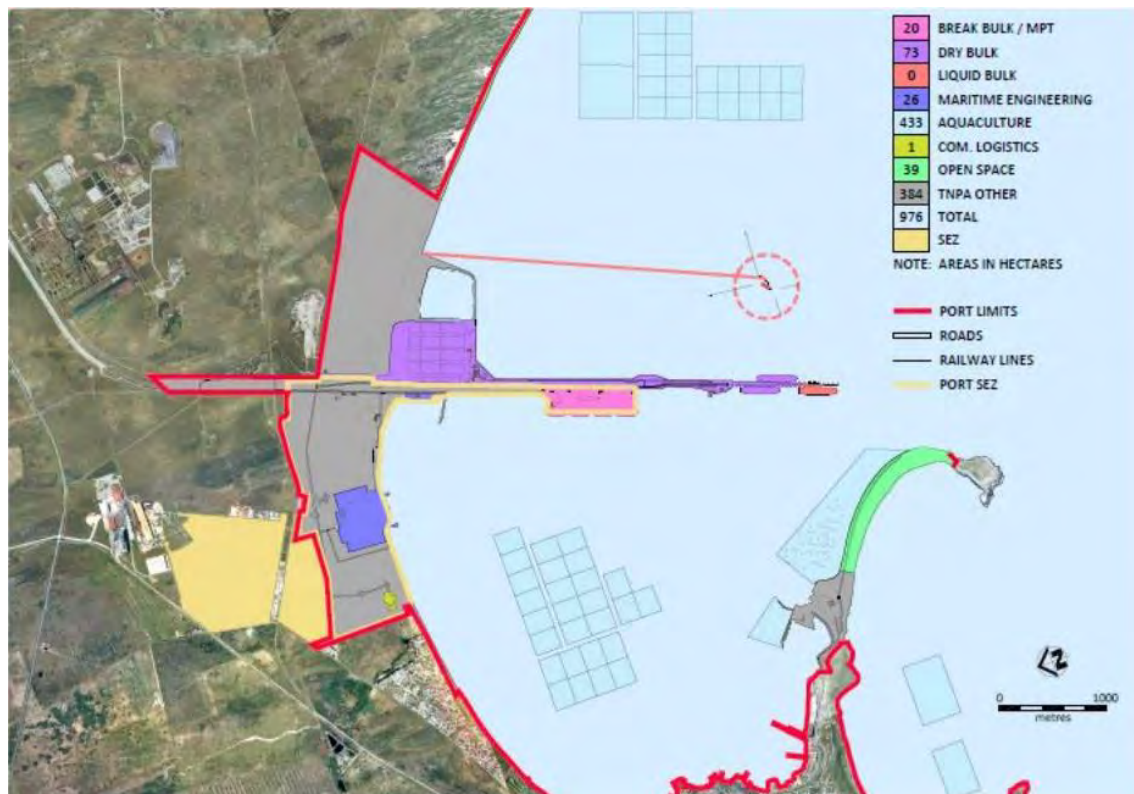 20 BREAK BULK / MPT
73 DRY BULK
0 LIQUID BULK
26 MARITIME ENGINEERING
433 AQUACULTURE
1 COM. LOGISTICS
39 OPEN SPACE
384 TNPA OTHER
976 TOTAL
SEZ
NOTE: AREAS IN HECTARES
PORT LIMITS
ROADS
RAILWAY LINES
PORT SEZ
Z
0 1000
metres